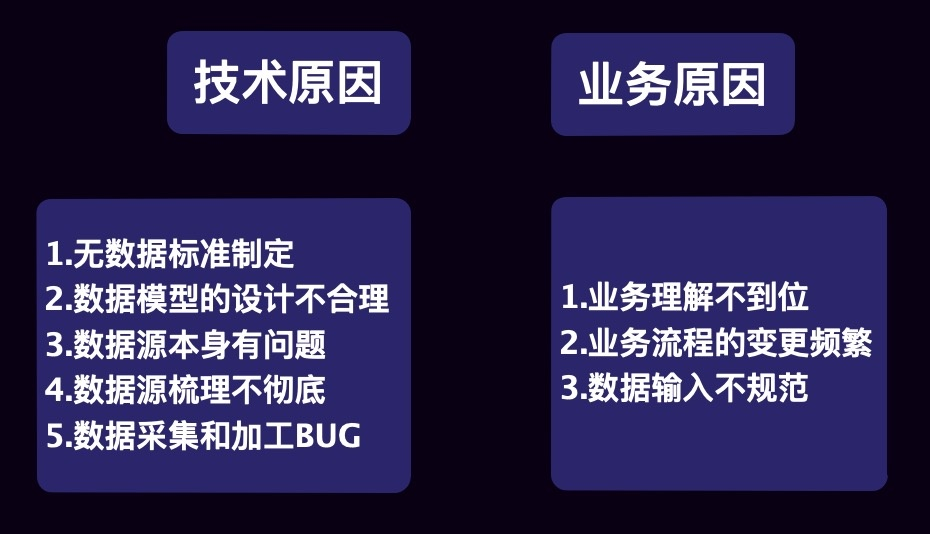 技术原因
业务原因
1.无数据标准制定
2.数据模型的设计不合理
3.数据源本身有问题
4.数据源梳理不彻底
5.数据采集和加工BUG
1.业务理解不到位
2.业务流程的变更频繁
3.数据输入不规范